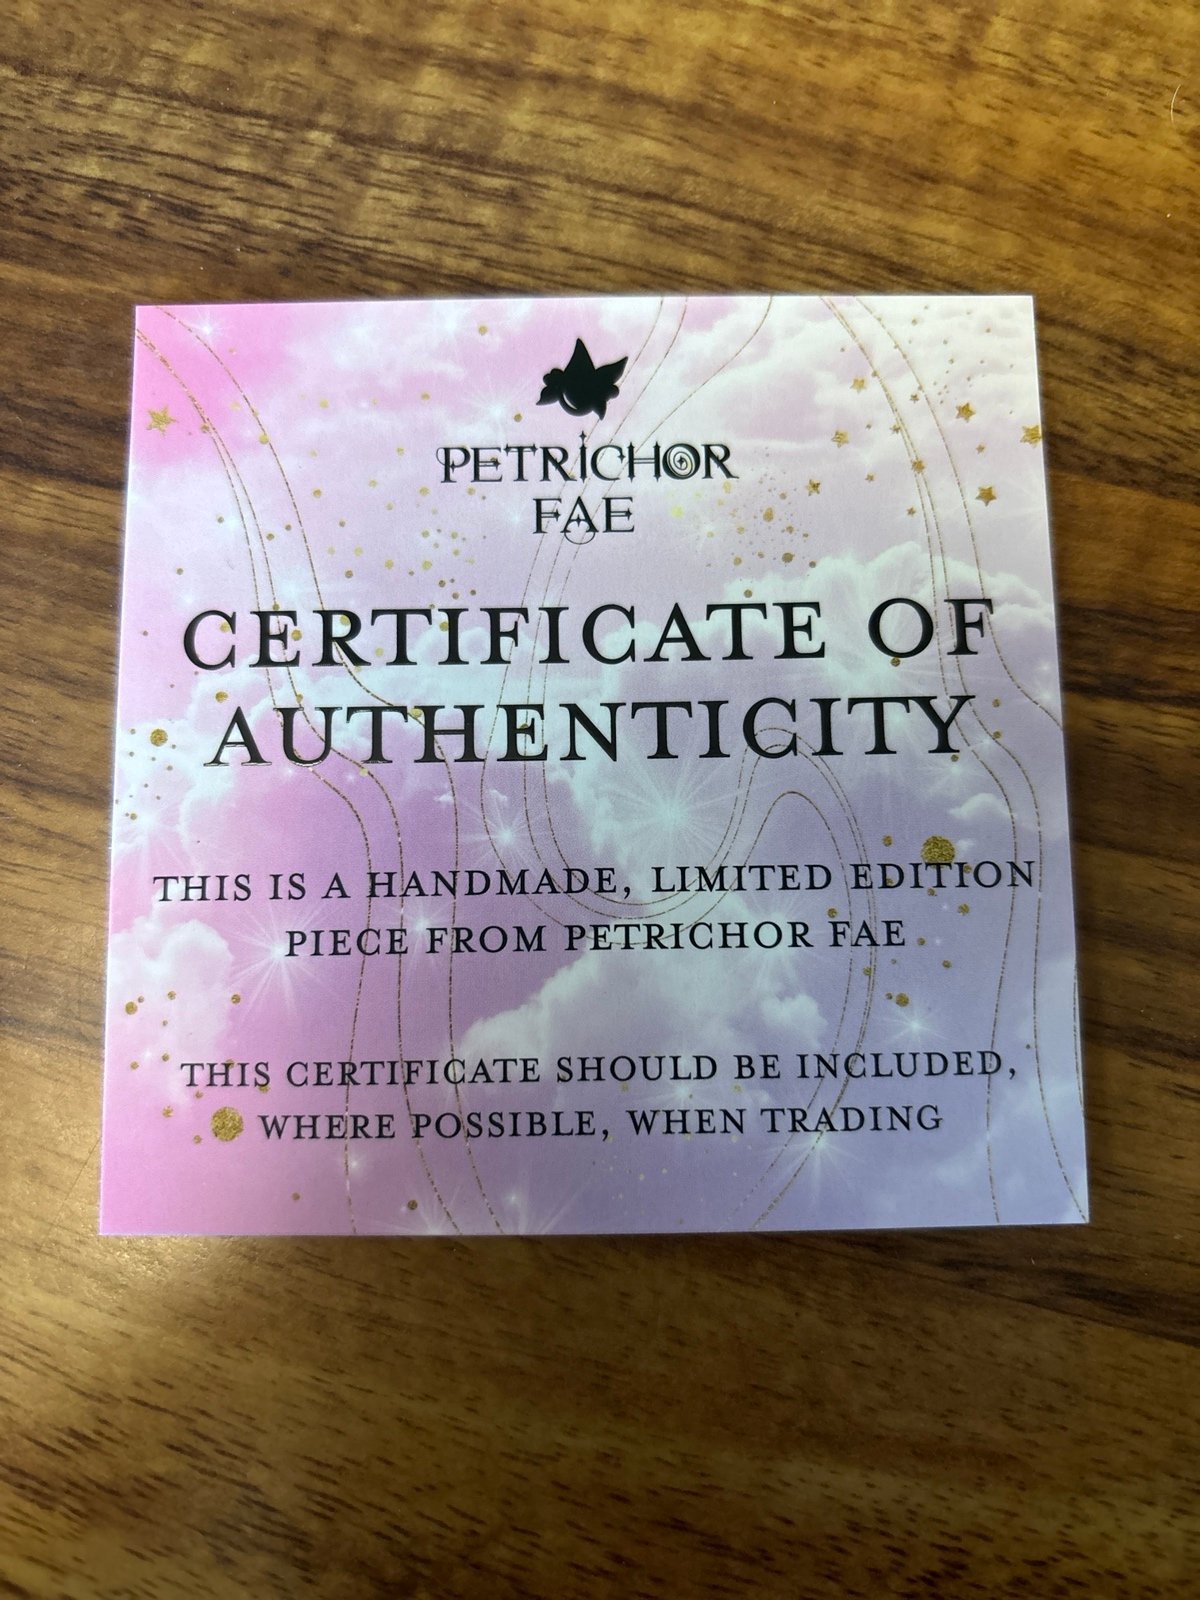 PETRICHOR
FAE
CERTIFICATE OF
AUTHENTICITY
THIS IS A HANDMADE, LIMITED EDITION
PIECE FROM PETRICHOR FAE
THIS CERTIFICATE SHOULD BE INCLUDED,
WHERE POSSIBLE, WHEN TRADING